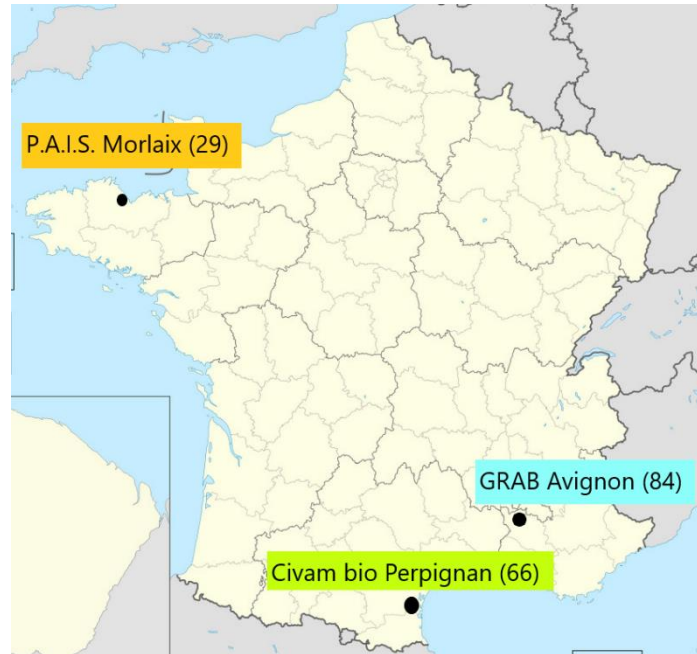 P.A.I.S. Morlaix (29)
GRAB Avignon (84)
Civam bio Perpignan (66)